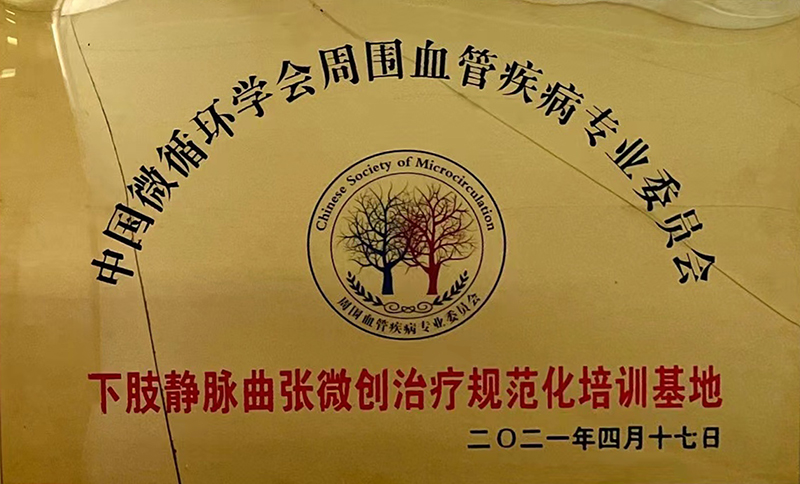 中国微循环学会周围血管疾病专业委员会
Chinese Society of Microcirculation
周围血管疾病专业委员会
下肢静脉曲张微创治疗规范化培训基地
二〇二一年四月十七日